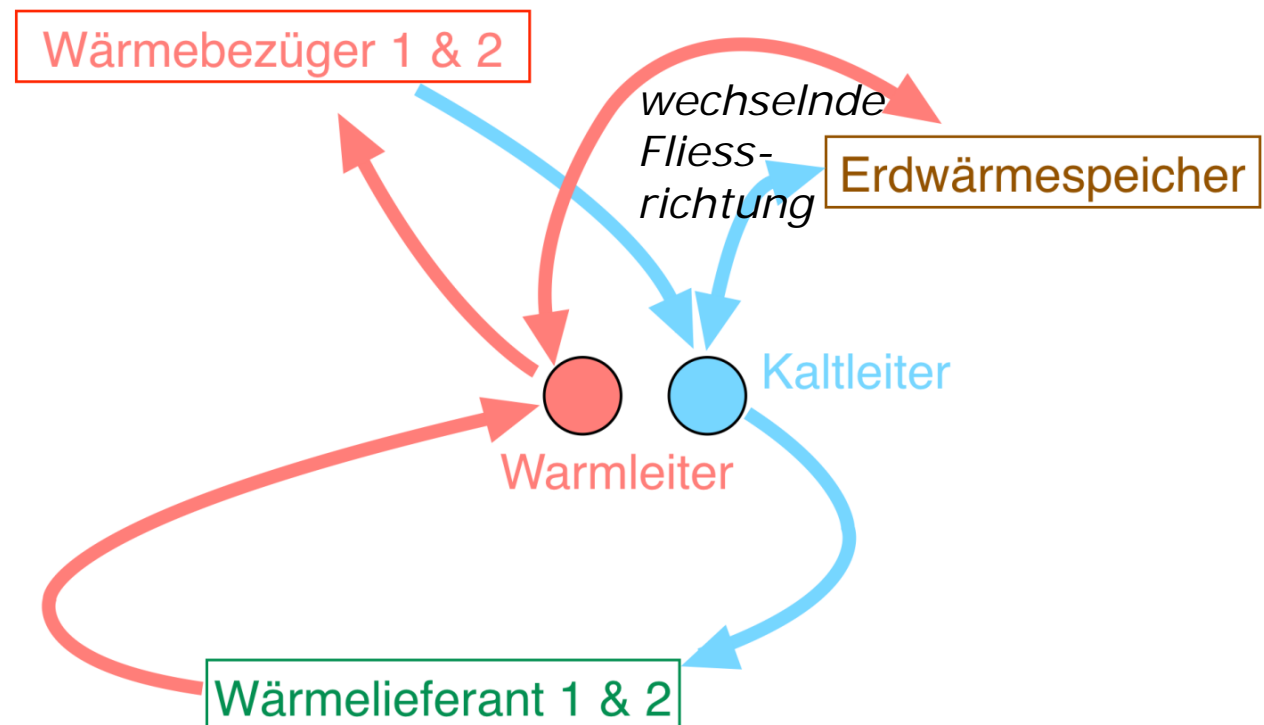 Wärmebezüger 1 & 2
wechselnde
Fliess-
richtung
Erdwärmespeicher
Kaltleiter
Warmleiter
Wärmelieferant 1 & 2